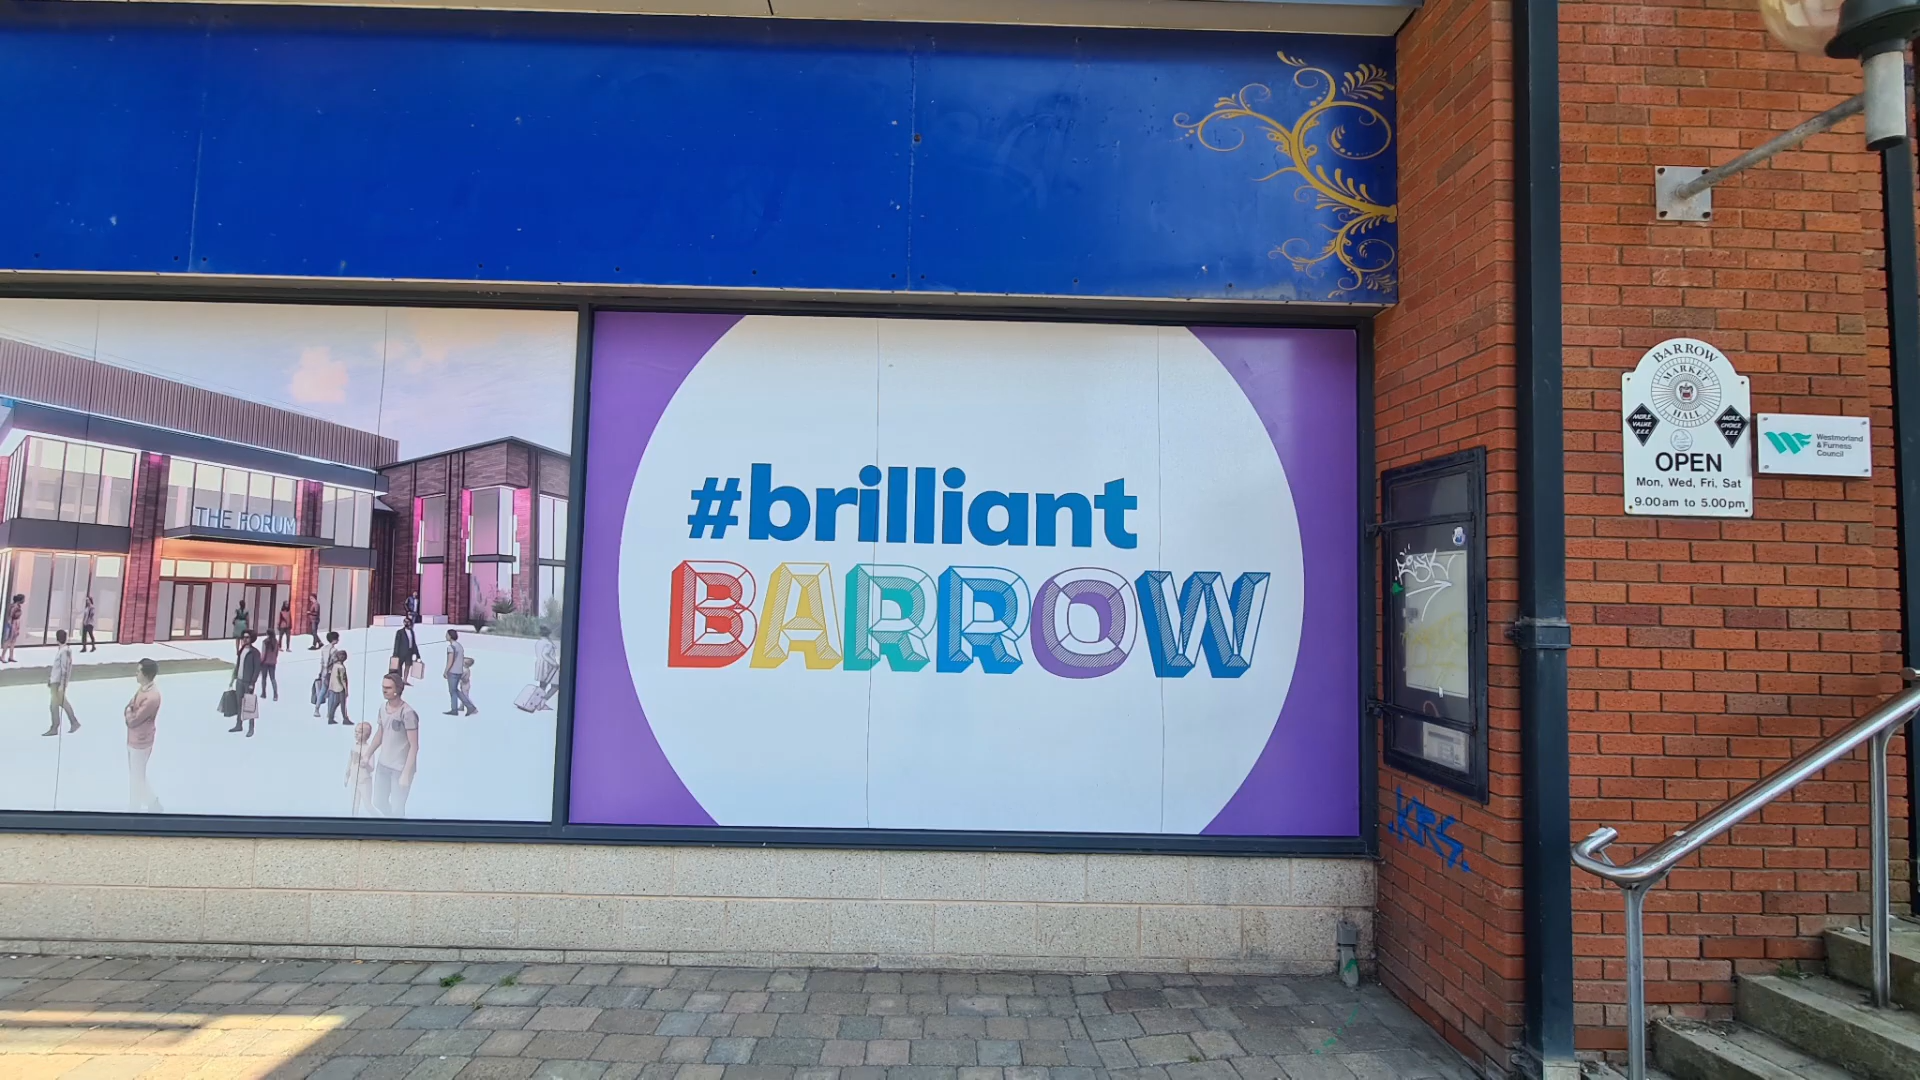 THE FORUM
#brilliant
BARROW
BARROW
MARKET
HALL
MORE
VALUE
£££
MORE
CHOICE
£££
OPEN
Mon, Wed, Fri, Sat
9.00am to 5.00pm
WF
Westmorland
& Furness
Council
KRS.